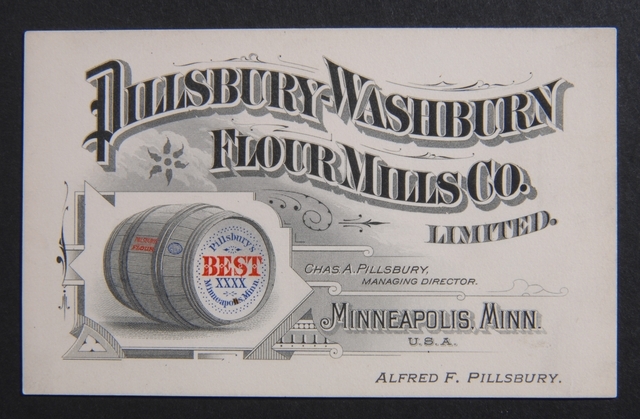 PILLSBURY-WASHBURN
FLOUR MILLS CO.
LIMITED.
Pillsbury's
BEST
XXXX
Minneapolis, Minn.
CHAS. A. PILLSBURY,
MANAGING DIRECTOR.
MINNEAPOLIS, MINN.
U.S.A.
ALFRED F. PILLSBURY.